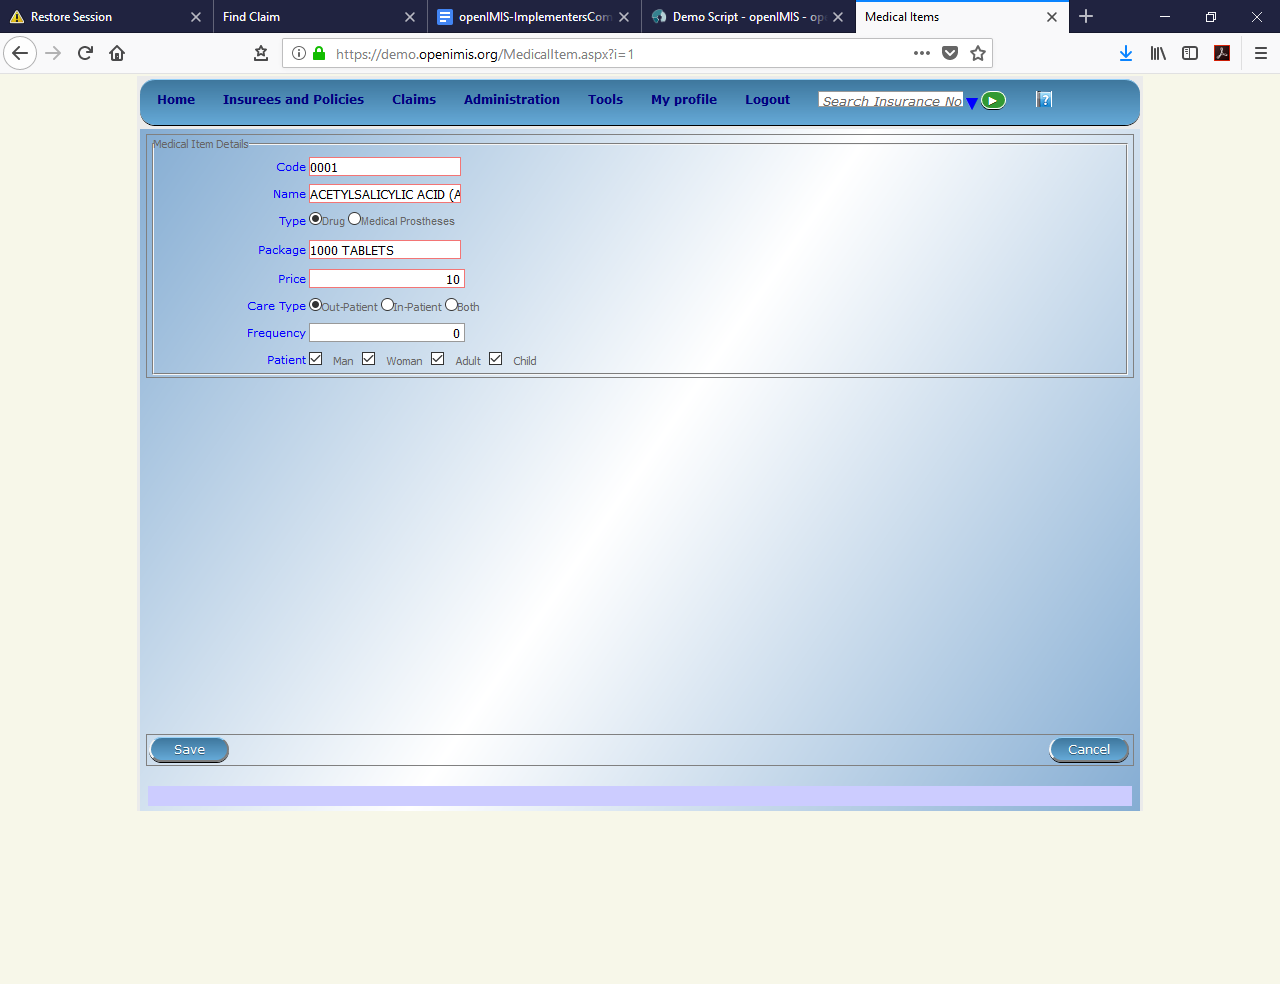 Restore Session
Find Claim
openIMIS-ImplementersCom
Demo Script - openIMIS - op
Medical Items
https://demo.openimis.org/MedicalItem.aspx?i=1
Home Insurees and Policies Claims Administration Tools My profile Logout Search Insurance No
Medical Item Details
Code 0001
Name ACETYLSALICYLIC ACID (A
Type Drug Medical Prostheses
Package 1000 TABLETS
Price 10
Care Type Out-Patient In-Patient Both
Frequency 0
Patient Man Woman Adult Child
Save Cancel